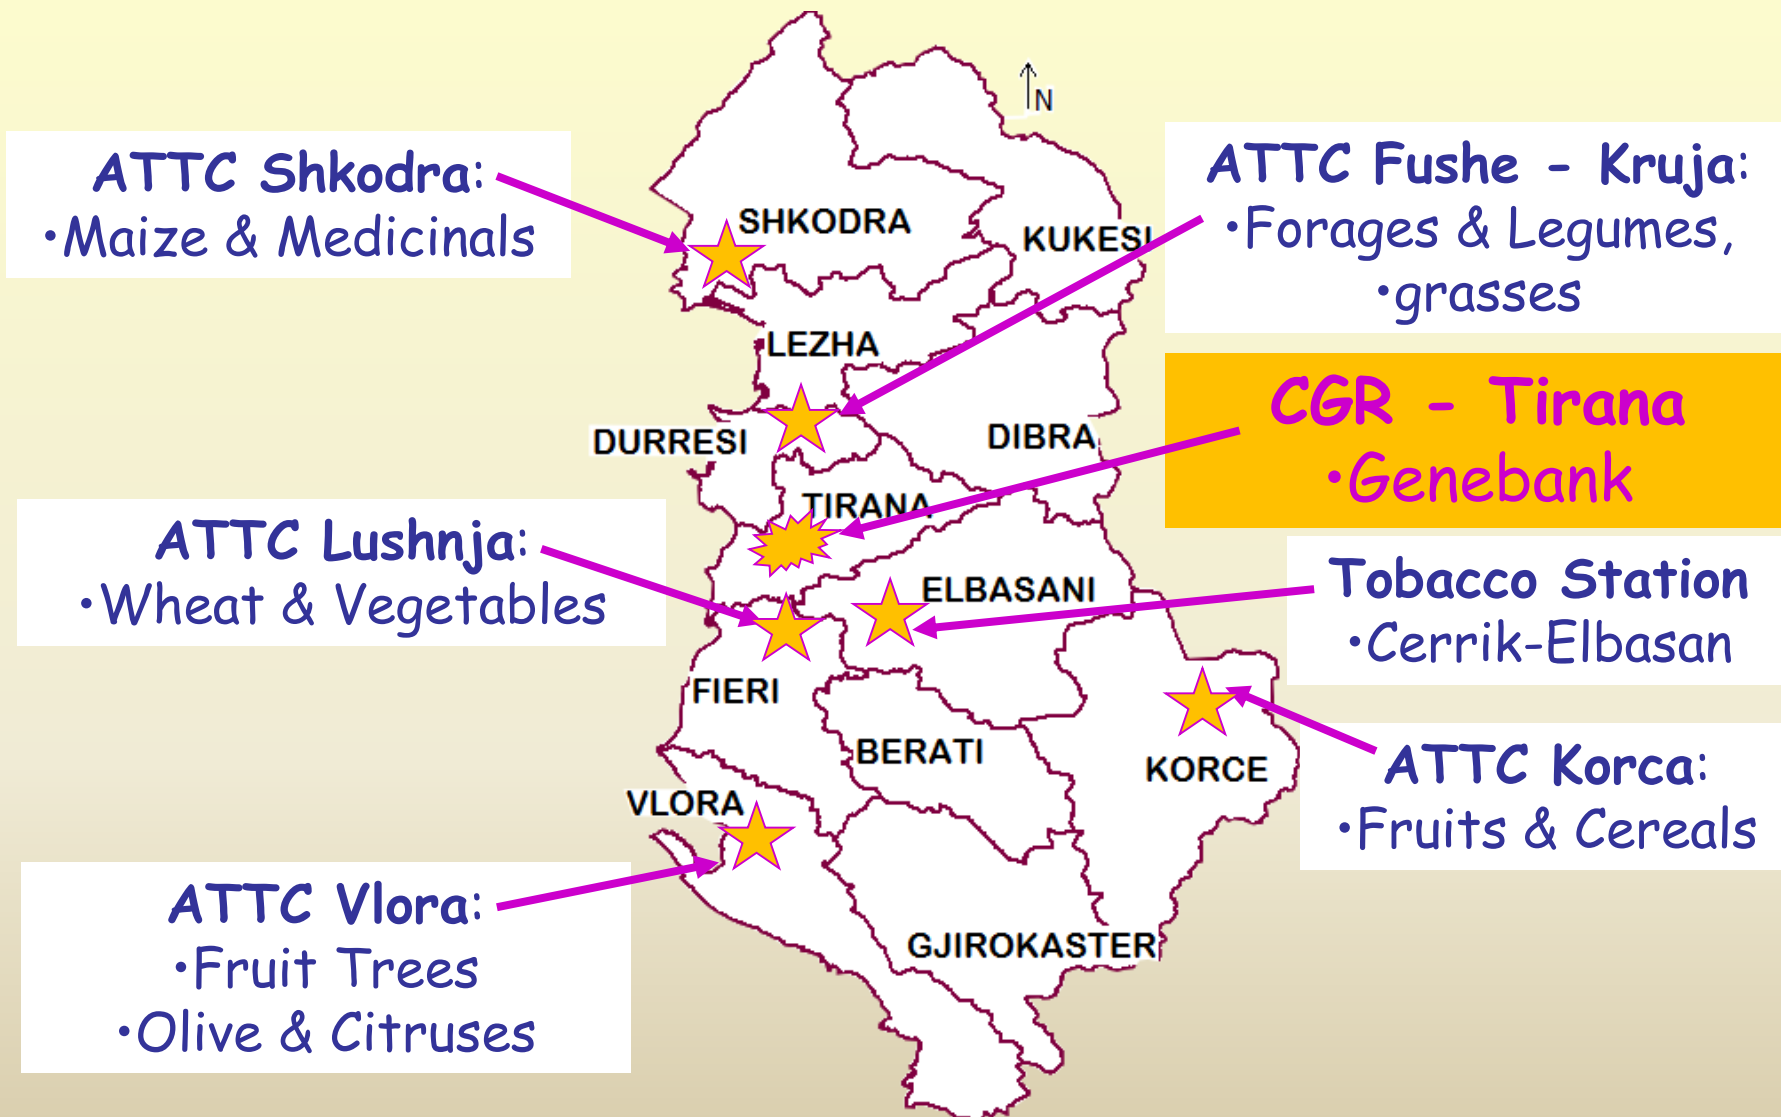 N
ATTC Shkodra:
•Maize & Medicinals
ATTC Fushe - Kruja:
•Forages & Legumes,
•grasses
SHKODRA
KUKESI
LEZHA
CGR - Tirana
•Genebank
DURRESI
DIBRA
TIRANA
ATTC Lushnja:
•Wheat & Vegetables
ELBASANI
Tobacco Station
•Cerrik-Elbasan
FIERI
BERATI
KORCE
ATTC Korca:
•Fruits & Cereals
VLORA
ATTC Vlora:
•Fruit Trees
•Olive & Citruses
GJIROKASTER